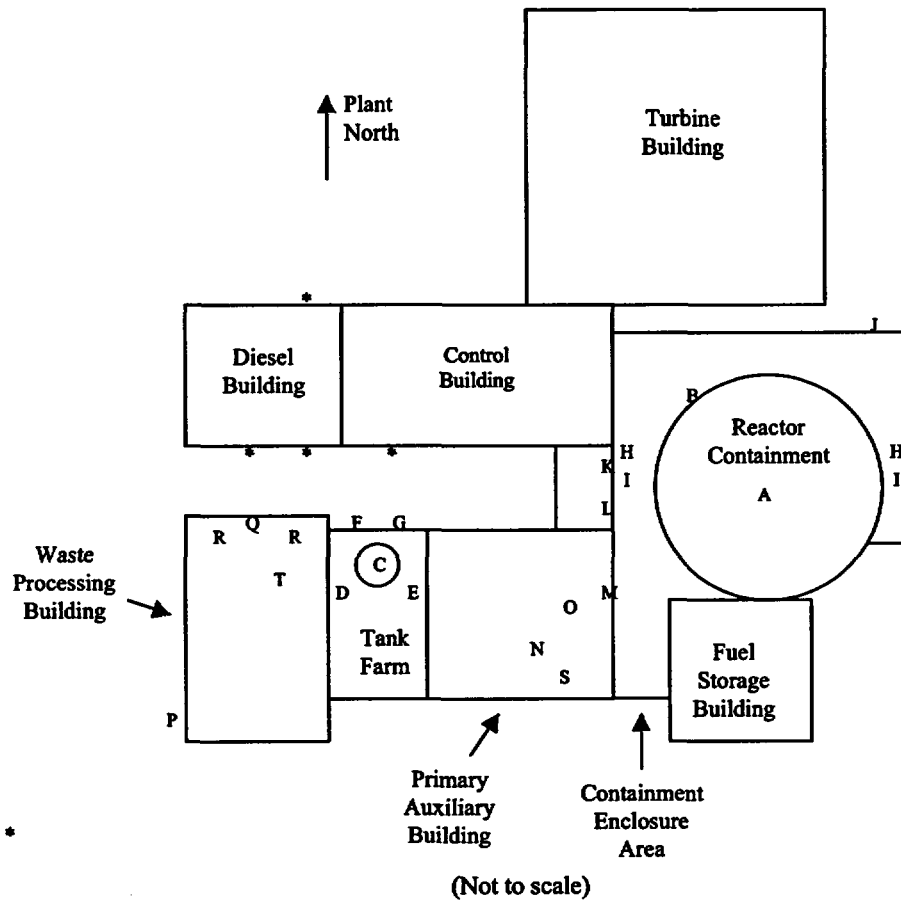 Plant
North
Turbine
Building
*
J
Diesel
Building
Control
Building
B
Reactor
Containment
A
* * *
K
H
I
H
I
L
R Q R
T
F G
C
D E
Tank
Farm
O
M
N
S
Waste
Processing
Building
P
Fuel
Storage
Building
Primary
Auxiliary
Building
Containment
Enclosure
Area
*
(Not to scale)